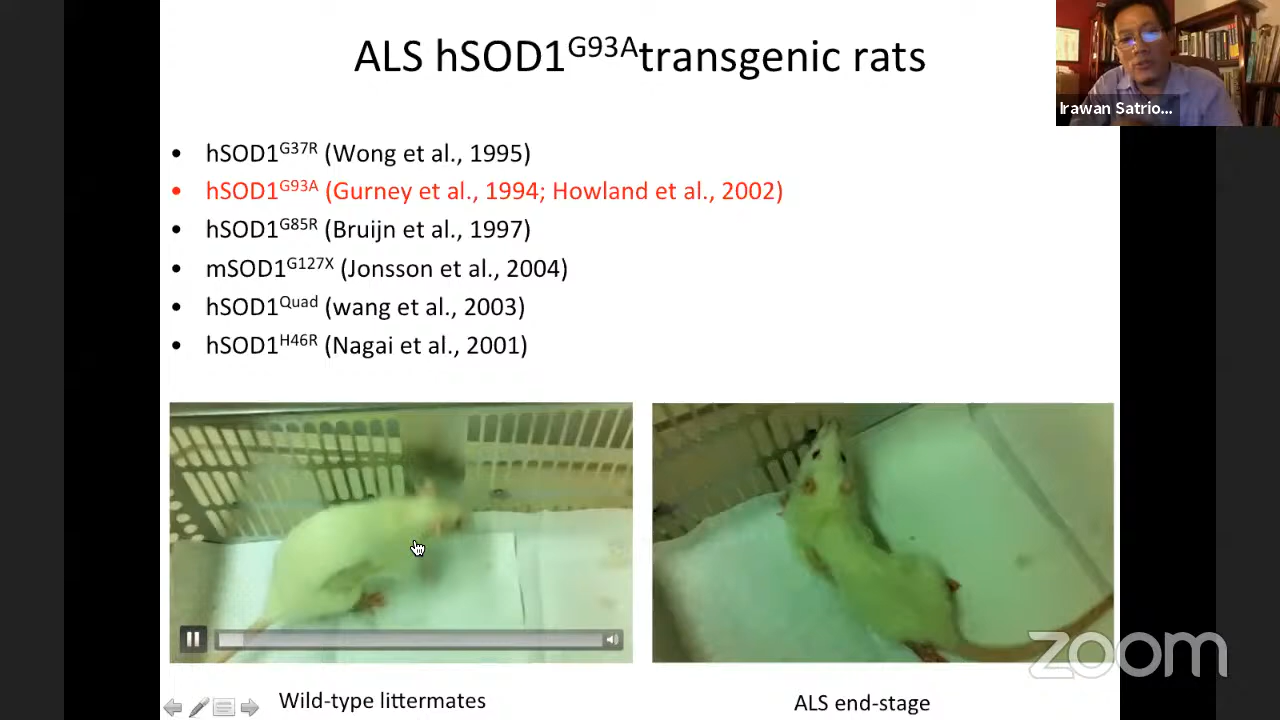 ALS hSOD1G93Atransgenic rats
Irawan Satrio...
• hSOD1G37R (Wong et al., 1995)
• hSOD1G93A (Gurney et al., 1994; Howland et al., 2002)
• hSOD1G85R (Bruijn et al., 1997)
• mSOD1G127X (Jonsson et al., 2004)
• hSOD1Quad (wang et al., 2003)
• hSOD1H46R (Nagai et al., 2001)
zoom
Wild-type littermates
ALS end-stage